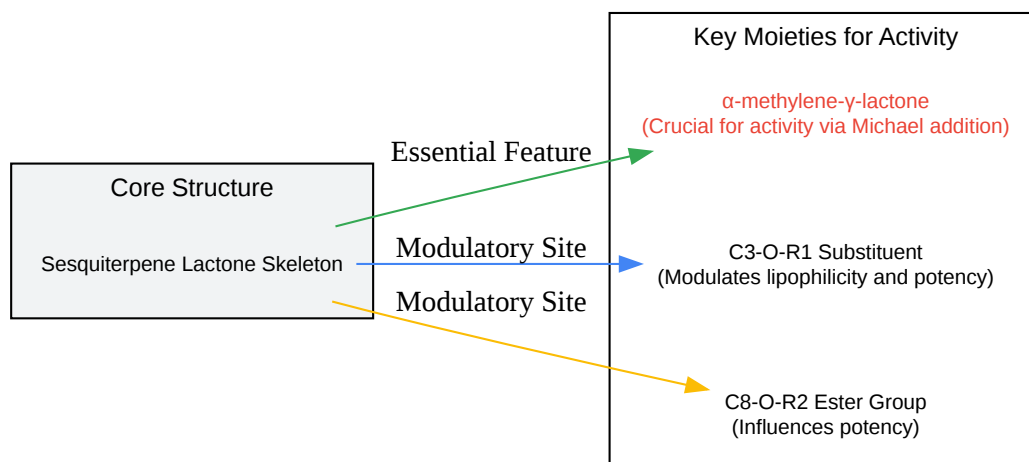 Key Moieties for Activity
α-methylene-γ-lactone
(Crucial for activity via Michael addition)
Essential Feature
Core Structure
Sesquiterpene Lactone Skeleton
Modulatory Site
C3-O-R1 Substituent
(Modulates lipophilicity and potency)
Modulatory Site
C8-O-R2 Ester Group
(Influences potency)